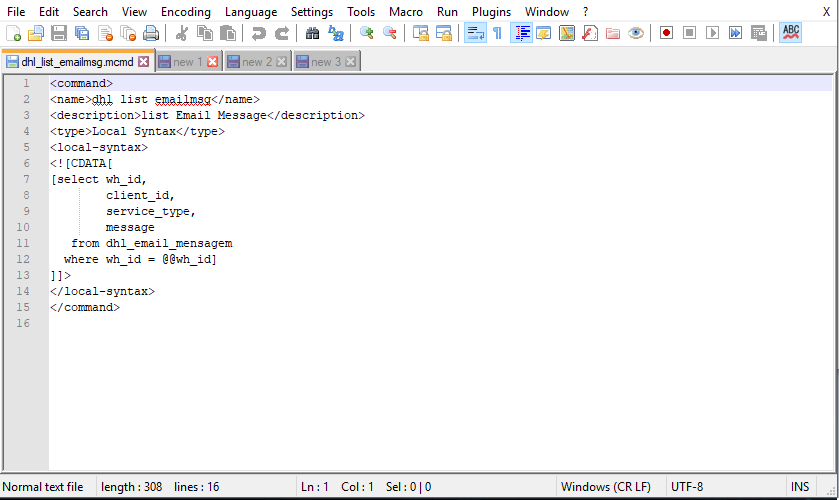 File Edit Search View Encoding Language Settings Tools Macro Run Plugins Window ? X
ABC
dhl_list_emailmsg.mcmd new 1 new 2 new 3
1 <command>
2 <name>dhl list emailmsg</name>
3 <description>list Email Message</description>
4 <type>Local Syntax</type>
5 <local-syntax>
6 <![CDATA[
7 [select wh_id,
8 client_id,
9 service_type,
10 message
11 from dhl_email_mensagem
12 where wh_id = @@wh_id]
13 ]]>
14 </local-syntax>
15 </command>
16
Normal text file length : 308 lines : 16 Ln : 1 Col : 1 Sel : 0 | 0 Windows (CR LF) UTF-8 INS